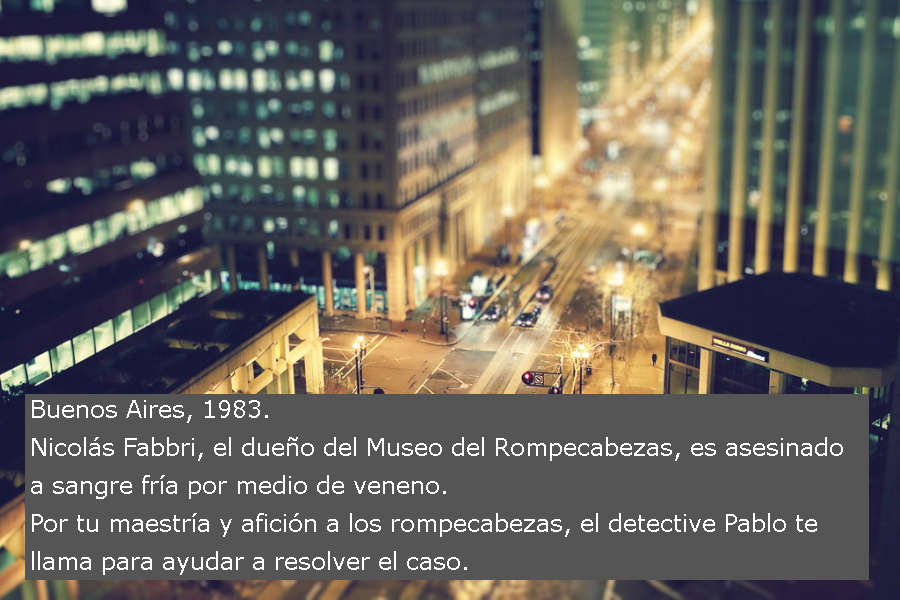 Buenos Aires, 1983.
Nicolás Fabbri, el dueño del Museo del Rompecabezas, es asesinado
a sangre fría por medio de veneno.
Por tu maestría y afición a los rompecabezas, el detective Pablo te
llama para ayudar a resolver el caso.